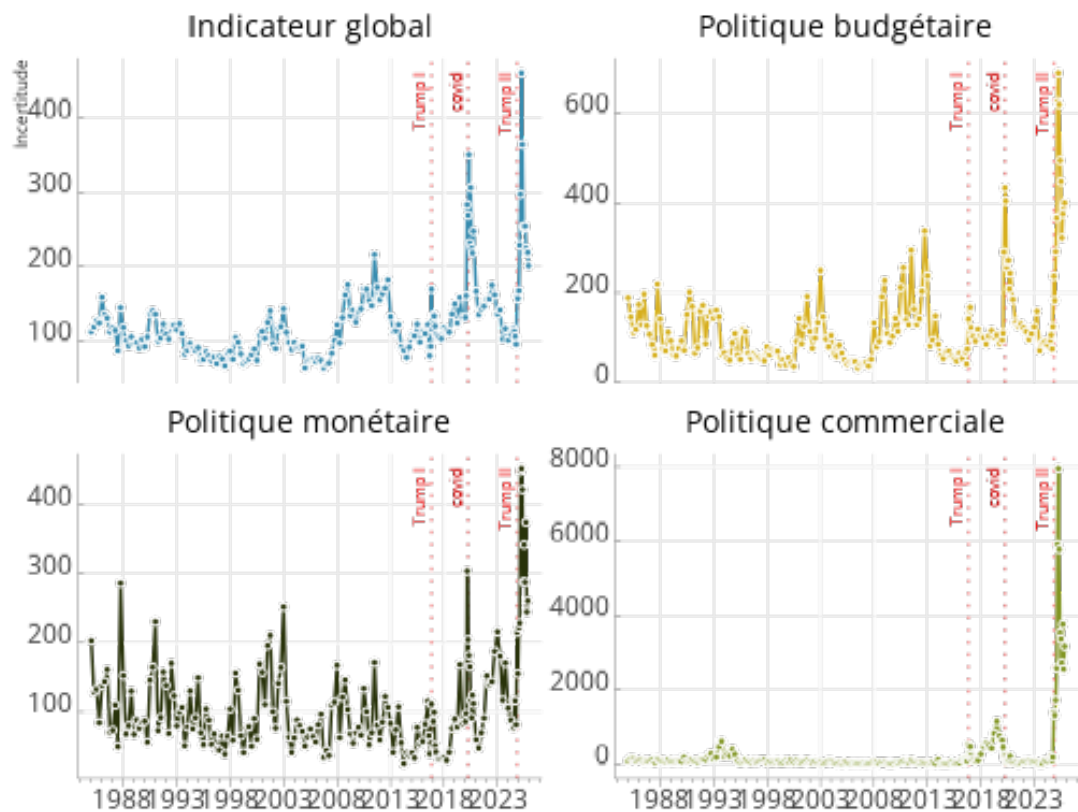 Indicateur global
Incertitude
400
300
200
100
Trump I
covid
Trump II
Politique budgétaire
600
400
200
0
Trump I
covid
Trump II
Politique monétaire
400
300
200
100
Trump I
covid
Trump II
1988 1993 1998 2003 2008 2013 2018 2023
Politique commerciale
8000
6000
4000
2000
0
Trump I
covid
Trump II
1988 1993 1998 2003 2008 2013 2018 2023